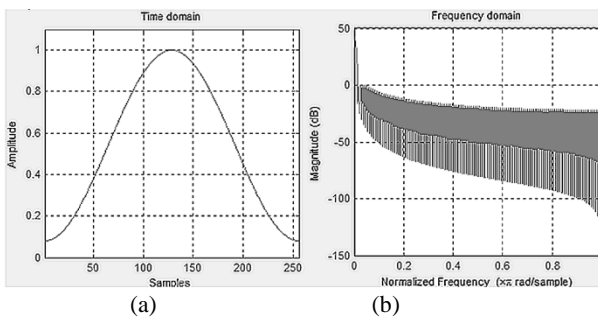 Time domain
Amplitude
1
0.8
0.6
0.4
0.2
0
50
100
150
200
250
Samples
(a)
Frequency domain
Magnitude (dB)
50
0
-50
-100
-150
0
0.2
0.4
0.6
0.8
Normalized Frequency (×π rad/sample)
(b)